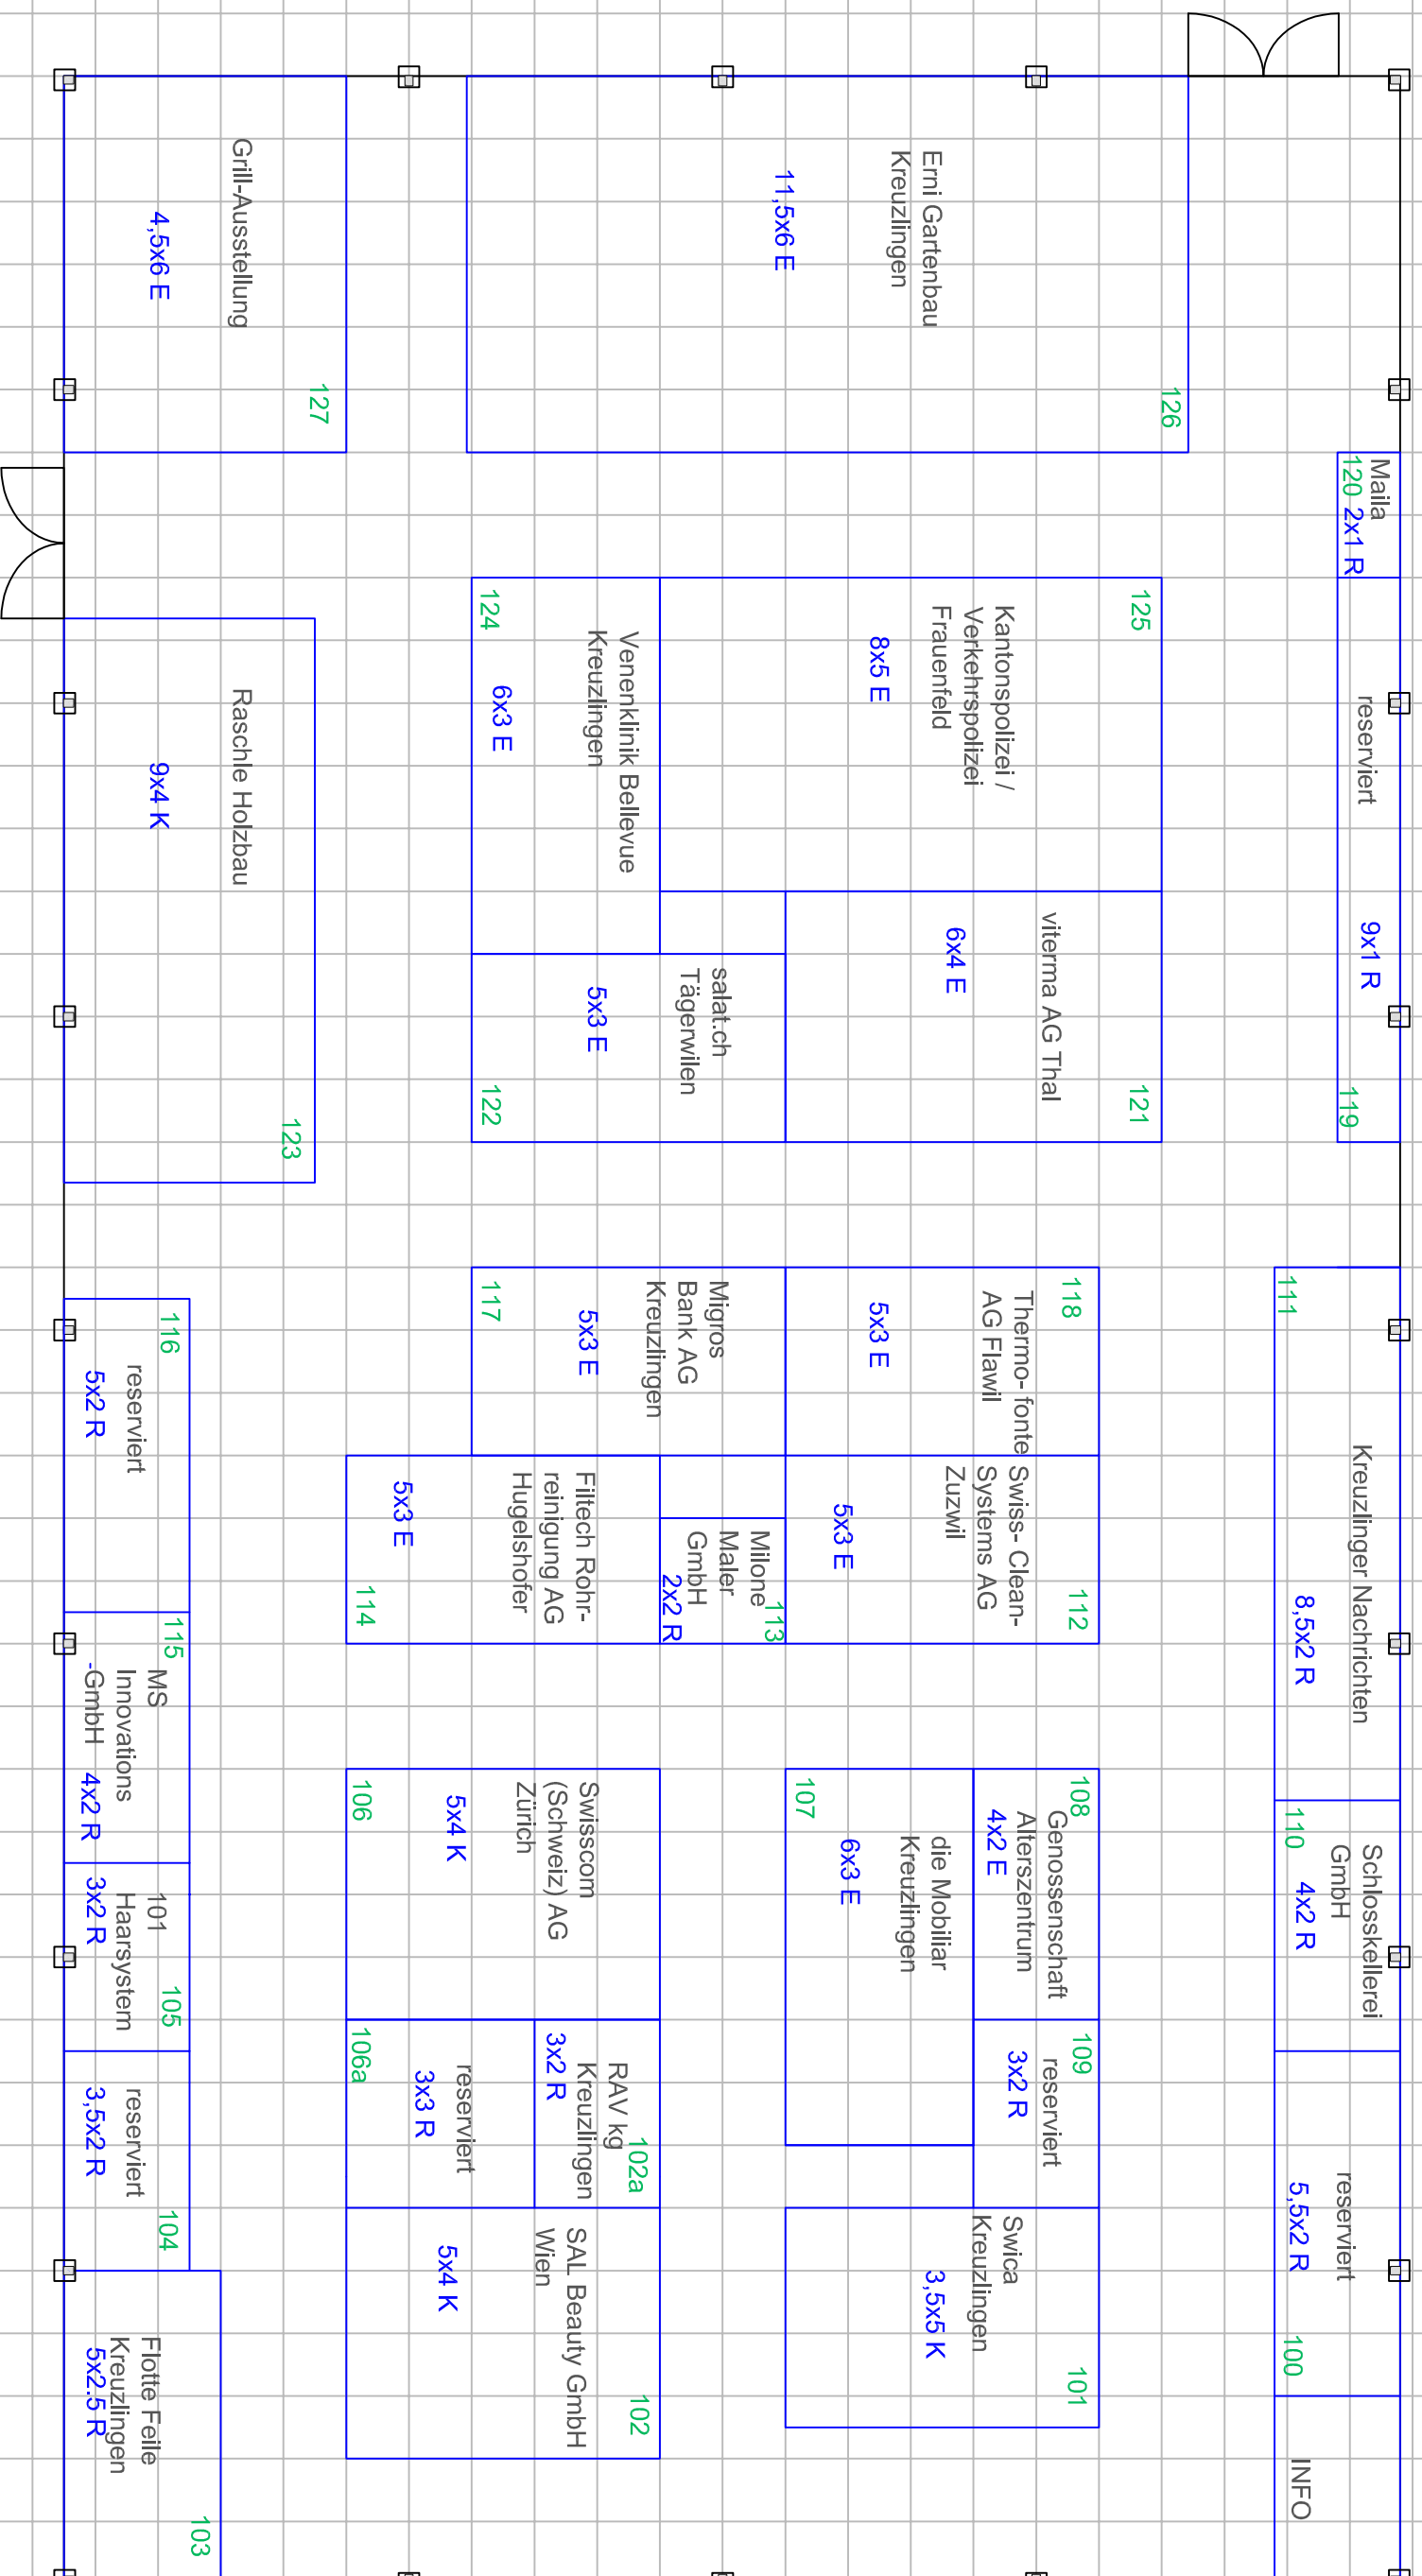 Erni Gartenbau
Kreuzlingen
11,5x6 E
126
Grill-Ausstellung
4,5x6 E
127
Maila
120 2x1 R
reserviert
9x1 R
119
125
Kantonspolizei /
Verkehrspolizei
Frauenfeld
8x5 E
Venenklinik Bellevue
Kreuzlingen
124
6x3 E
viterma AG Thal
6x4 E
121
salat.ch
Tägerwilen
5x3 E
122
Raschle Holzbau
9x4 K
123
111
Kreuzlinger Nachrichten
8,5x2 R
118
Thermo- fonte
AG Flawil
5x3 E
Migros
Bank AG
Kreuzlingen
117
5x3 E
Swiss- Clean-
Systems AG
Zuzwil
5x3 E
112
Milone
Maler
GmbH
2x2 R
113
Filtech Rohr-
reinigung AG
Hugelshofer
5x3 E
114
116
reserviert
5x2 R
115
MS
Innovations
-GmbH
4x2 R
101
Haarsystem
3x2 R
105
reserviert
3,5x2 R
104
Flotte Feile
Kreuzlingen
5x2.5 R
103
Schlosskellerei
GmbH
110
4x2 R
reserviert
5,5x2 R
100
INFO
108
Genossenschaft
Alterszentrum
4x2 E
109
reserviert
3x2 R
107
die Mobiliar
Kreuzlingen
6x3 E
Swica
Kreuzlingen
3,5x5 K
101
Swisscom
(Schweiz) AG
Zürich
106
5x4 K
RAV kg
Kreuzlingen
3x2 R
102a
106a
reserviert
3x3 R
SAL Beauty GmbH
Wien
5x4 K
102